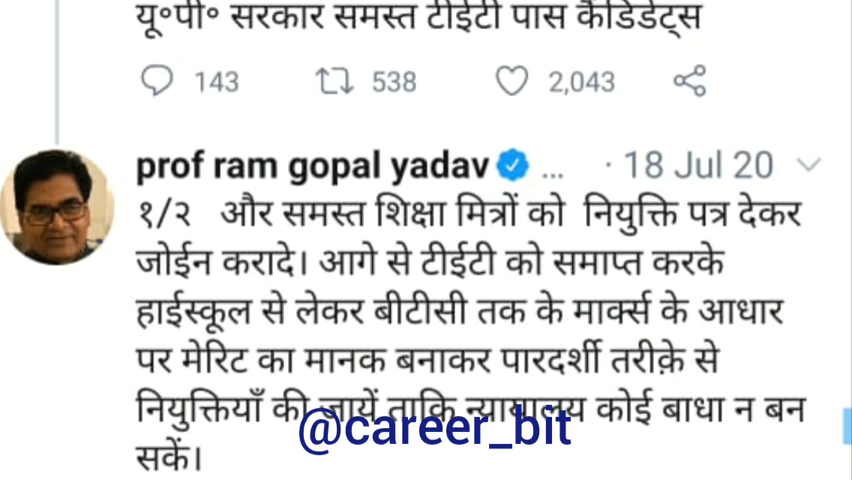 यू॰पी॰ सरकार समस्त टीईटी पास कैंडिडेट्स
143 538 2,043
prof ram gopal yadav ... · 18 Jul 20
१/२ और समस्त शिक्षा मित्रों को नियुक्ति पत्र देकर
जोईन करादे। आगे से टीईटी को समाप्त करके
हाईस्कूल से लेकर बीटीसी तक के मार्क्स के आधार
पर मेरिट का मानक बनाकर पारदर्शी तरीक़े से
नियुक्तियाँ की जायें ताकि न्यायालय कोई बाधा न बन
@career_bit
सकें।